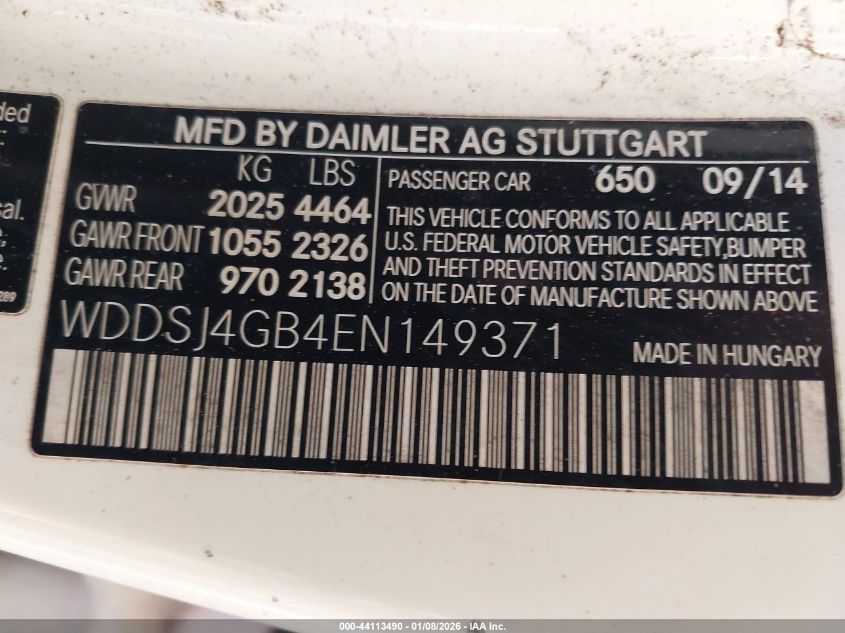 ded
sal.
289
MFD BY DAIMLER AG STUTTGART
KG LBS
GVWR 2025 4464
GAWR FRONT 1055 2326
GAWR REAR 970 2138
PASSENGER CAR 650 09/14
THIS VEHICLE CONFORMS TO ALL APPLICABLE
U.S. FEDERAL MOTOR VEHICLE SAFETY,BUMPER
AND THEFT PREVENTION STANDARDS IN EFFECT
ON THE DATE OF MANUFACTURE SHOWN ABOVE
WDDSJ4GB4EN149371
MADE IN HUNGARY
000-44113490 - 01/08/2026 - IAA Inc.